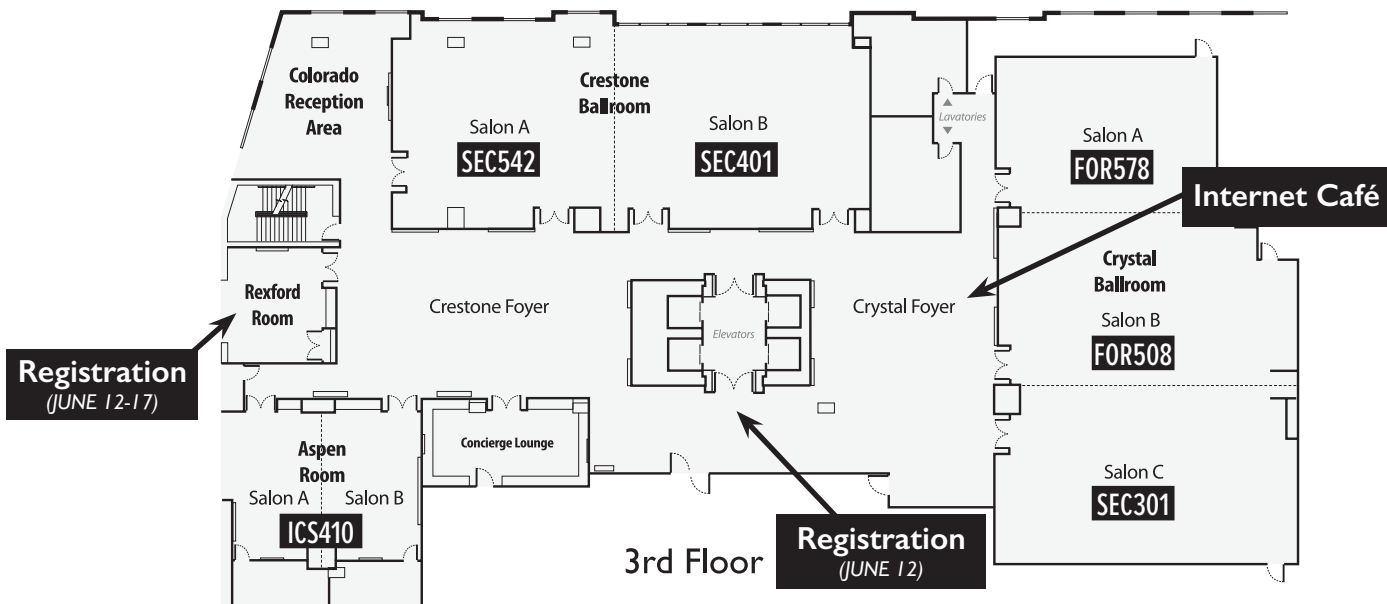 Colorado
Reception
Area
Crestone
Ballroom
Salon A
SEC542
Salon B
SEC401
Lavatories
Salon A
FOR578
Internet Café
Crystal
Ballroom
Salon B
FOR508
Rexford
Room
Crestone Foyer
Elevators
Crystal Foyer
Registration
(JUNE 12-17)
Aspen
Room
Salon A
Salon B
ICS410
Concierge Lounge
Salon C
SEC301
3rd Floor
Registration
(JUNE 12)